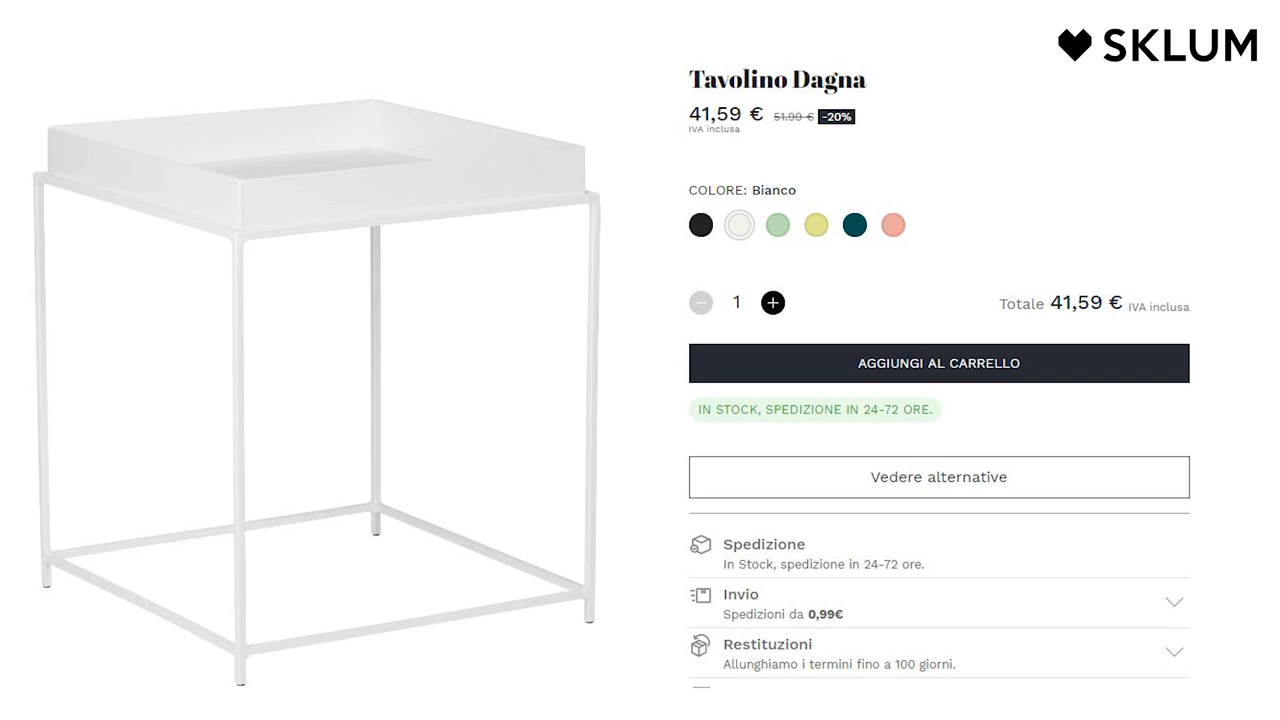 SKLUM
Tavolino Dagna
41,59 € 51.99 € -20%
IVA inclusa
COLORE: Bianco
1
Totale 41,59 € IVA inclusa
AGGIUNGI AL CARRELLO
IN STOCK, SPEDIZIONE IN 24-72 ORE.
Vedere alternative
Spedizione
In Stock, spedizione in 24-72 ore.
Invio
Spedizioni da 0,99€
Restituzioni
Allunghiamo i termini fino a 100 giorni.